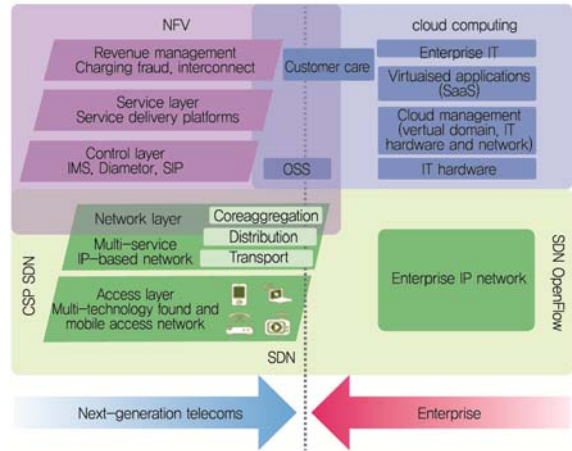 NFV
cloud computing
Revenue management
Charging fraud, interconnect
Customer care
Enterprise IT
Virtuaised applications
(SaaS)
Service layer
Service delivery platforms
Cloud management
(vertual domain, IT
hardware and network)
Control layer
IMS, Diametor, SIP
OSS
IT hardware
Network layer
Multi-service
IP-based network
Coreaggregation
Distribution
Transport
Access layer
Multi-technology found and
mobile access network
Enterprise IP network
CSP SDN
SDN OpenFlow
SDN
Next-generation telecoms
Enterprise